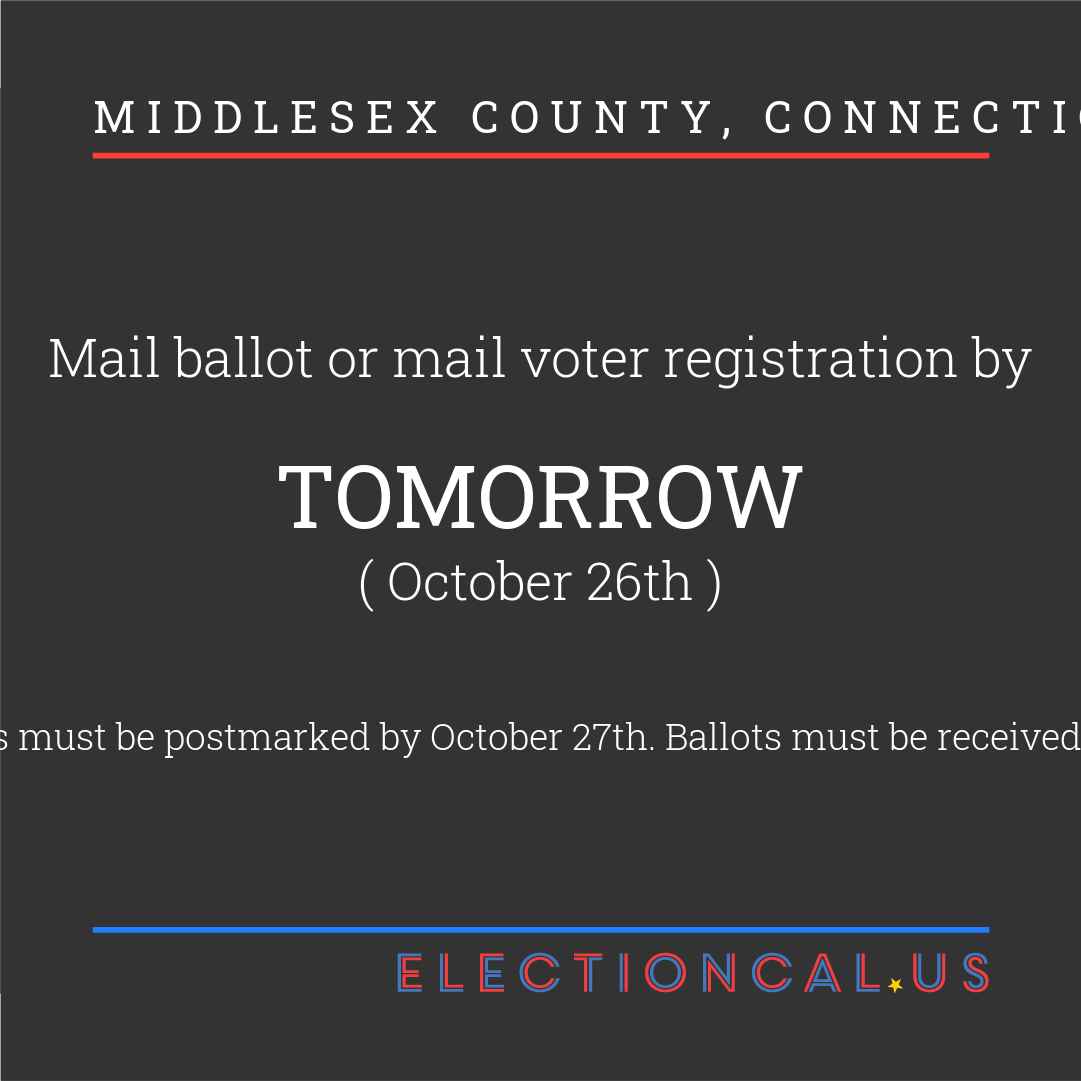 MIDDLESEX COUNTY, CONNECTI
Mail ballot or mail voter registration by
TOMORROW
( October 26th )
s must be postmarked by October 27th. Ballots must be received
ELECTIONCAL.US